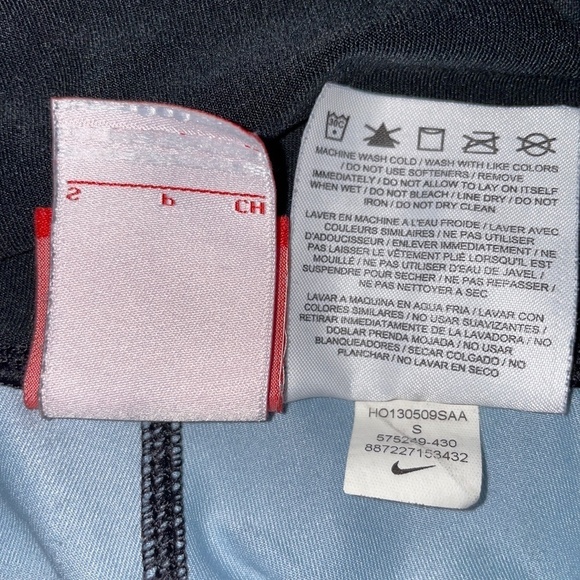 S P CH
MACHINE WASH COLD / WASH WITH LIKE COLORS
/ DO NOT USE SOFTENERS / REMOVE
IMMEDIATELY / DO NOT ALLOW TO LAY ON ITSELF
WHEN WET / DO NOT BLEACH / LINE DRY / DO NOT
IRON / DO NOT DRY CLEAN
LAVER EN MACHINE A L'EAU FROIDE / LAVER AVEC
COULEURS SIMILAIRES / NE PAS UTILISER
D'ADOUCISSEUR / ENLEVER IMMEDIATEMENT / NE
PAS LAISSER LE VÊTEMENT PLIÉ LORSQU'IL EST
MOUILLÉ / NE PAS UTILISER D'EAU DE JAVEL /
SUSPENDRE POUR SECHER / NE PAS REPASSER /
NE PAS NETTOYER A SEC
LAVAR A MAQUINA EN AGUA FRIA / LAVAR CON
COLORES SIMILARES / NO USAR SUAVIZANTES /
RETIRAR INMEDIATAMENTE DE LA LAVADORA / NO
DOBLAR PRENDA MOJADA / NO USAR
BLANQUEADORES / SECAR COLGADO / NO
PLANCHAR / NO LAVAR EN SECO
HO130509SAA
S
575249-430
887227153432